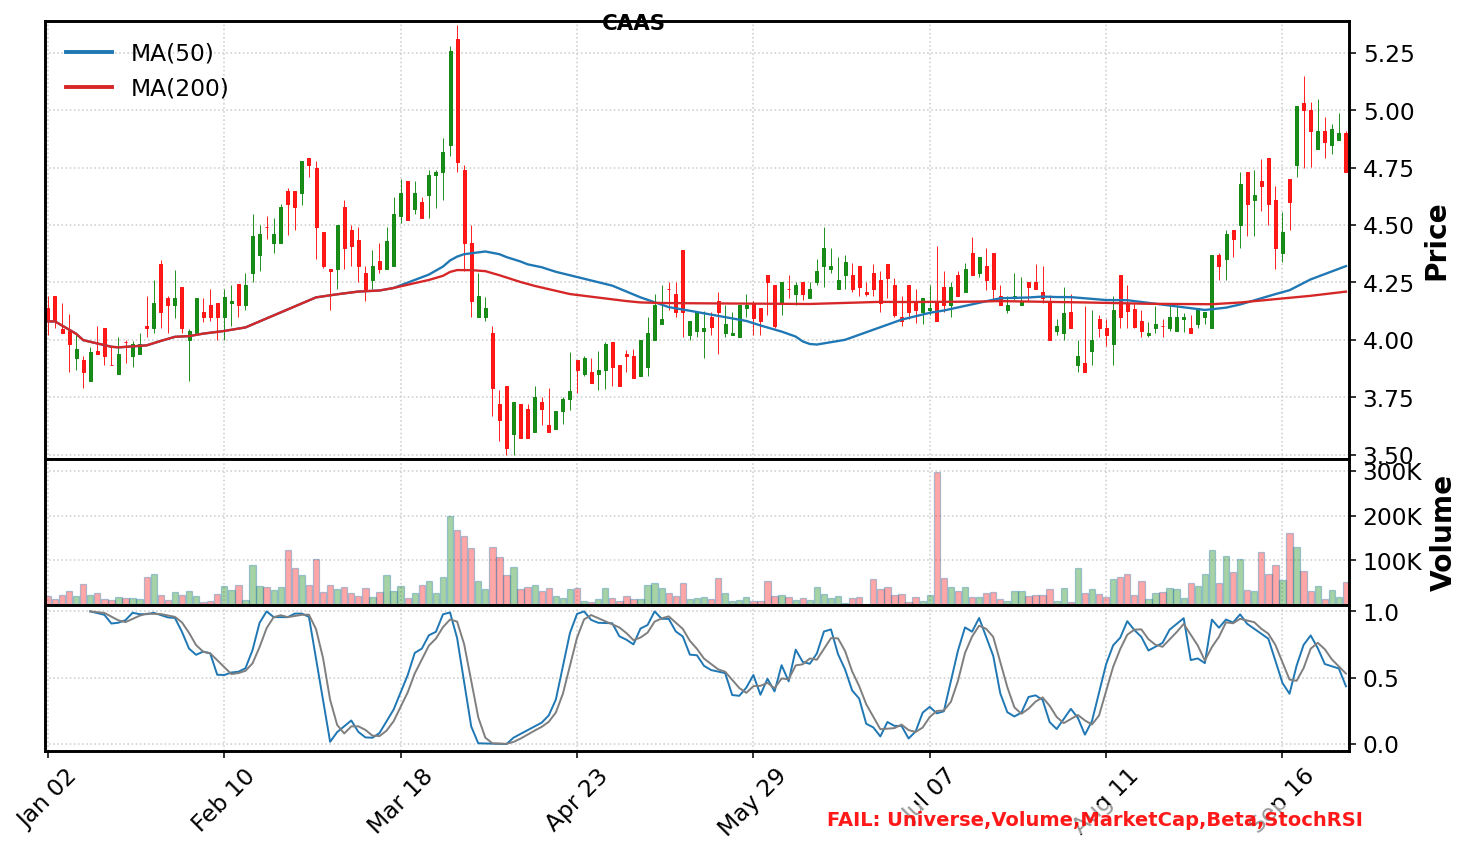 CAAS
MA(50)
MA(200)
5.25
5.00
4.75
4.50
4.25
4.00
3.75
3.50
Price
300K
200K
100K
Volume
1.0
0.5
0.0
Jan 02
Feb 10
Mar 18
Apr 23
May 29
Jul 07
Aug 11
Sep 16
FAIL: Universe,Volume,MarketCap,Beta,StochRSI